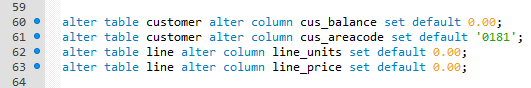 59
60 alter table customer alter column cus_balance set default 0.00;
61 alter table customer alter column cus_areacode set default '0181';
62 alter table line alter column line_units set default 0.00;
63 alter table line alter column line_price set default 0.00;
64